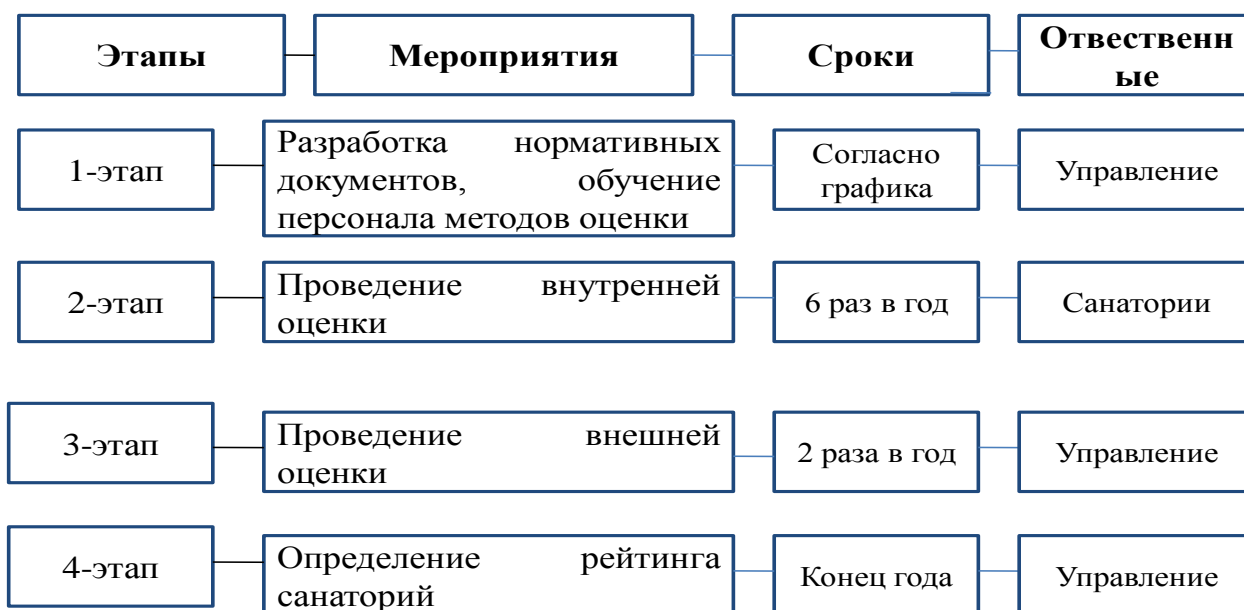 Этапы
Мероприятия
Сроки
Отвественн
ые
1-этап
Разработка нормативных
документов, обучение
персонала методов оценки
Согласно
графика
Управление
2-этап
Проведение внутренней
оценки
6 раз в год
Санатории
3-этап
Проведение внешней
оценки
2 раза в год
Управление
4-этап
Определение рейтинга
санаторий
Конец года
Управление